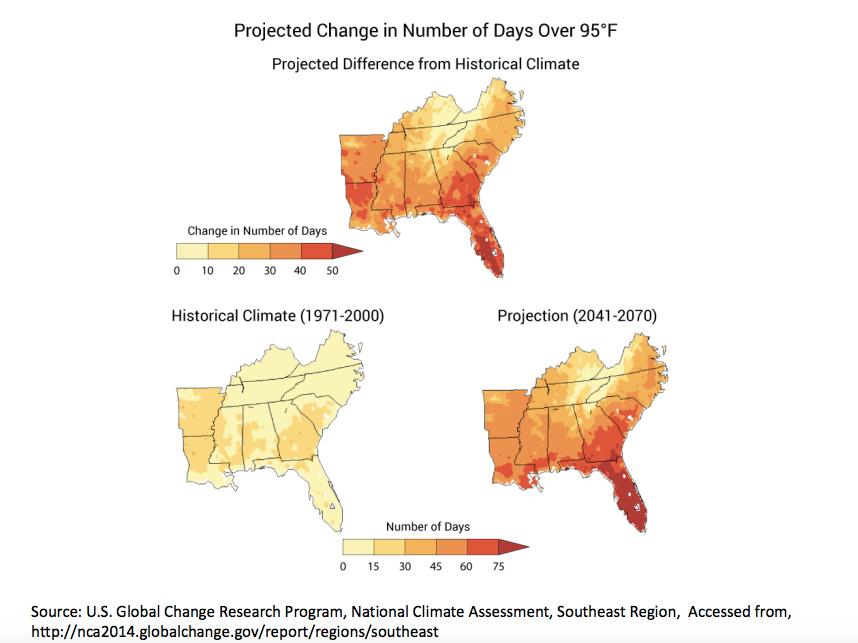 Projected Change in Number of Days Over 95°F
Projected Difference from Historical Climate
Change in Number of Days
0 10 20 30 40 50
Historical Climate (1971-2000)
Projection (2041-2070)
Number of Days
0 15 30 45 60 75
Source: U.S. Global Change Research Program, National Climate Assessment, Southeast Region,  Accessed from,
http://nca2014.globalchange.gov/report/regions/southeast